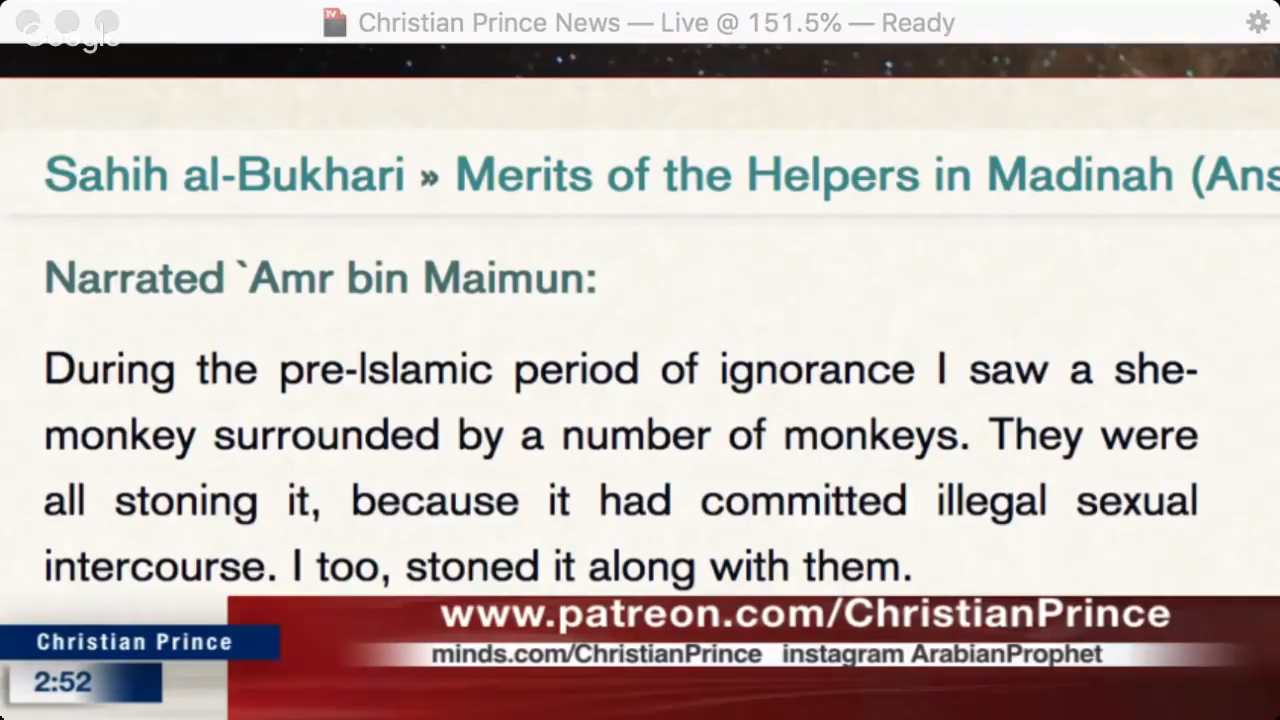 TV Christian Prince News — Live @ 151.5% — Ready
Google
Sahih al-Bukhari » Merits of the Helpers in Madinah (Ans
Narrated `Amr bin Maimun:
During the pre-Islamic period of ignorance I saw a she-
monkey surrounded by a number of monkeys. They were
all stoning it, because it had committed illegal sexual
intercourse. I too, stoned it along with them.
www.patreon.com/ChristianPrince
Christian Prince
minds.com/ChristianPrince instagram ArabianProphet
2:52